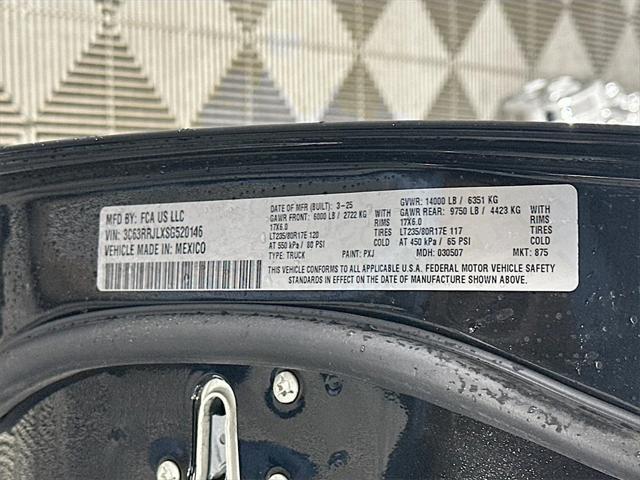 MFD BY: FCA US LLC
VIN: 3C63RRJLXSG520146
VEHICLE MADE IN: MEXICO
DATE OF MFR (BUILT): 3-25
GAWR FRONT: 6000 LB / 2722 KG WITH
17X6.0 RIMS
LT235/80R17E 120 TIRES
AT 550 kPa / 80 PSI COLD
TYPE: TRUCK PAINT: PXJ
GVWR: 14000 LB / 6351 KG
GAWR REAR: 9750 LB / 4423 KG WITH
17X6.0 RIMS
LT235/80R17E 117 TIRES
AT 450 kPa / 65 PSI COLD
MDH: 030507 MKT: 875
THIS VEHICLE CONFORMS TO ALL APPLICABLE U.S.A. FEDERAL MOTOR VEHICLE SAFETY
STANDARDS IN EFFECT ON THE DATE OF MANUFACTURE SHOWN ABOVE.